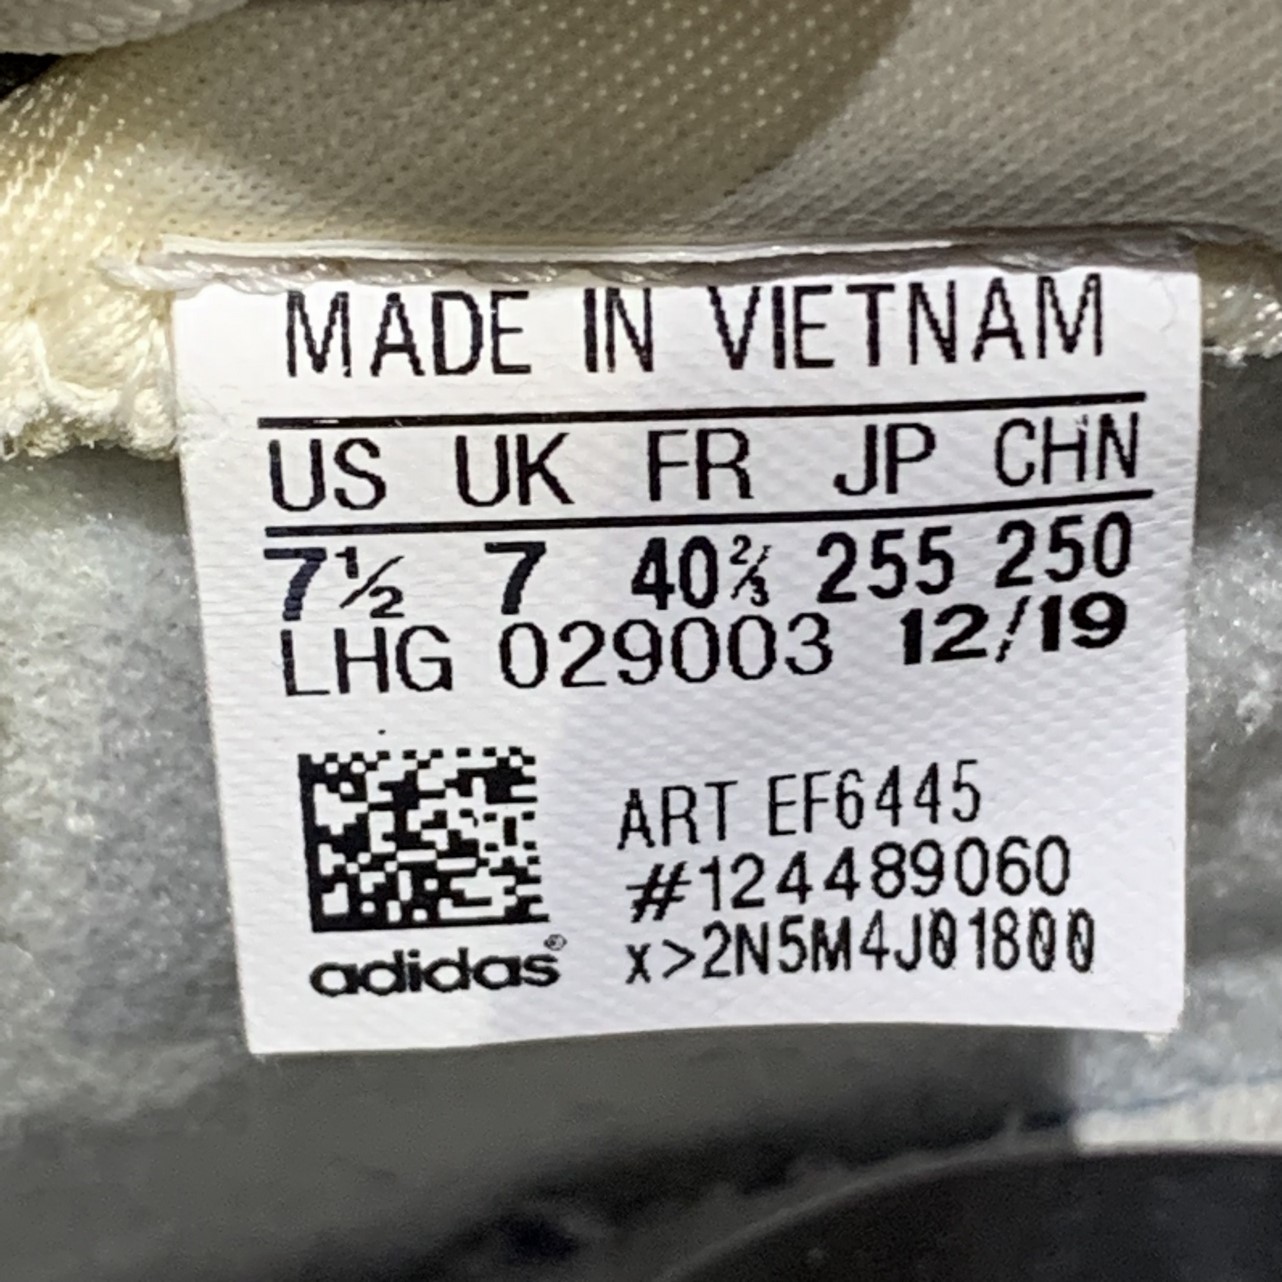 MADE IN VIETNAM
US UK FR JP CHN
7½ 7 40⅔ 255 250
LHG 029003 12/19
ART EF6445
#124489060
x>2N5M4J01800
adidas®